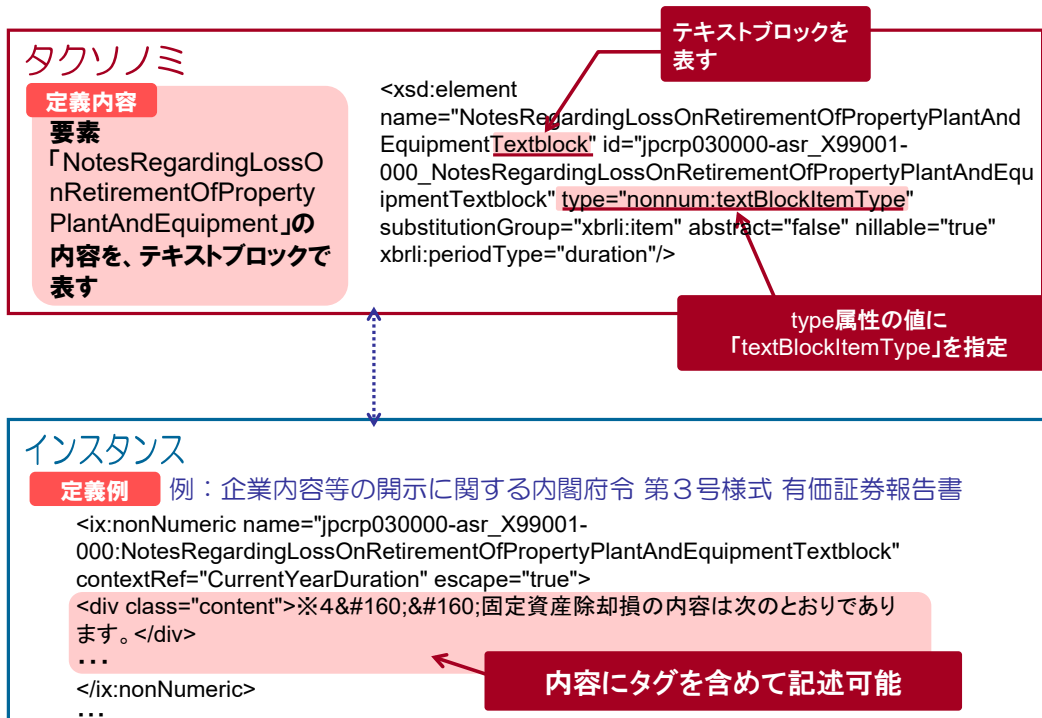 テキストブロックを
表す
タクソノミ
定義内容
要素
「NotesRegardingLossO
nRetirementOfProperty
PlantAndEquipment」の
内容を、テキストブロックで
表す
<xsd:element
name="NotesRegardingLossOnRetirementOfPropertyPlantAnd
EquipmentTextblock" id="jpcrp030000-asr_X99001-
000_NotesRegardingLossOnRetirementOfPropertyPlantAndEqu
ipmentTextblock" type="nonnum:textBlockItemType"
substitutionGroup="xbrli:item" abstract="false" nillable="true"
xbrli:periodType="duration"/>
type属性の値に
「textBlockItemType」を指定
インスタンス
定義例 例：企業内容等の開示に関する内閣府令 第３号様式 有価証券報告書
<ix:nonNumeric name="jpcrp030000-asr_X99001-
000:NotesRegardingLossOnRetirementOfPropertyPlantAndEquipmentTextblock"
contextRef="CurrentYearDuration" escape="true">
<div class="content">※4&#160;&#160;固定資産除却損の内容は次のとおりであり
ます。</div>
・・・
内容にタグを含めて記述可能
</ix:nonNumeric>
・・・